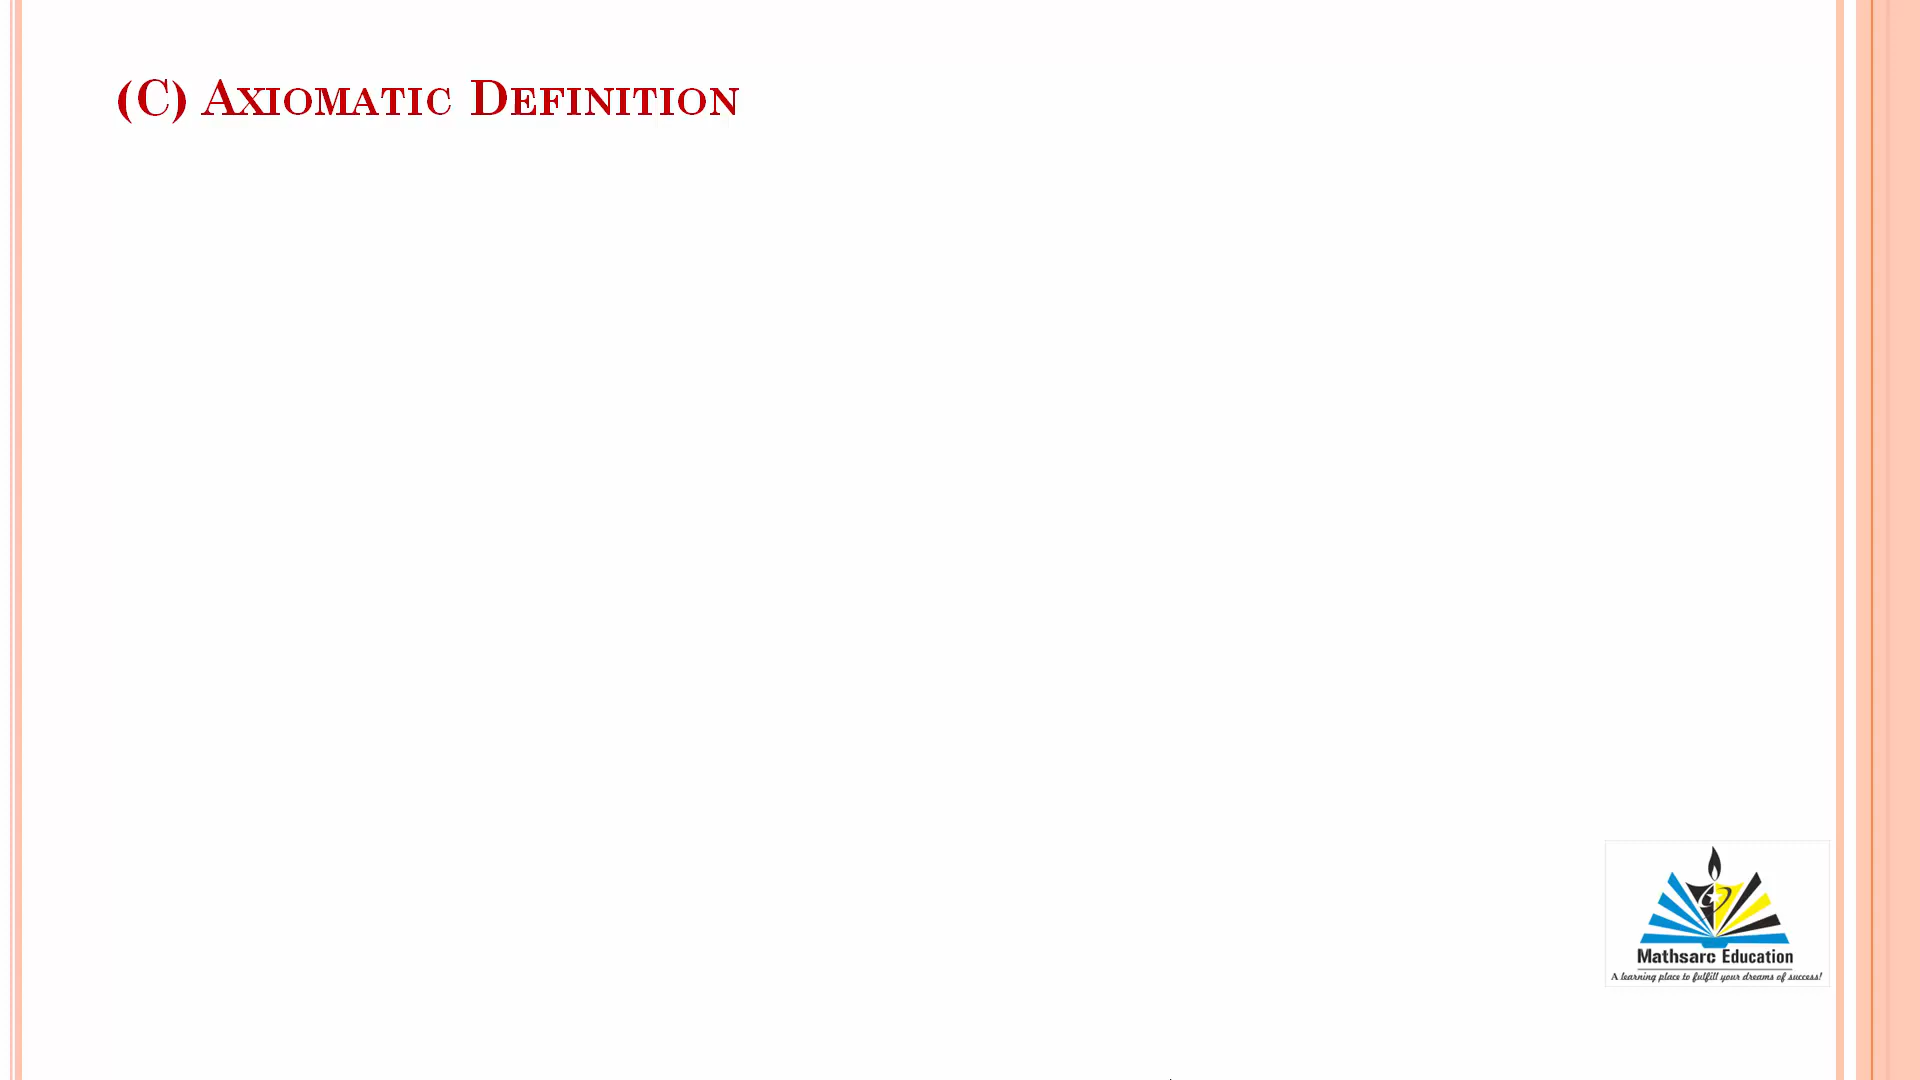 (C) Axiomatic Definition
Mathsarc Education
A learning place to fulfill your dreams of success!